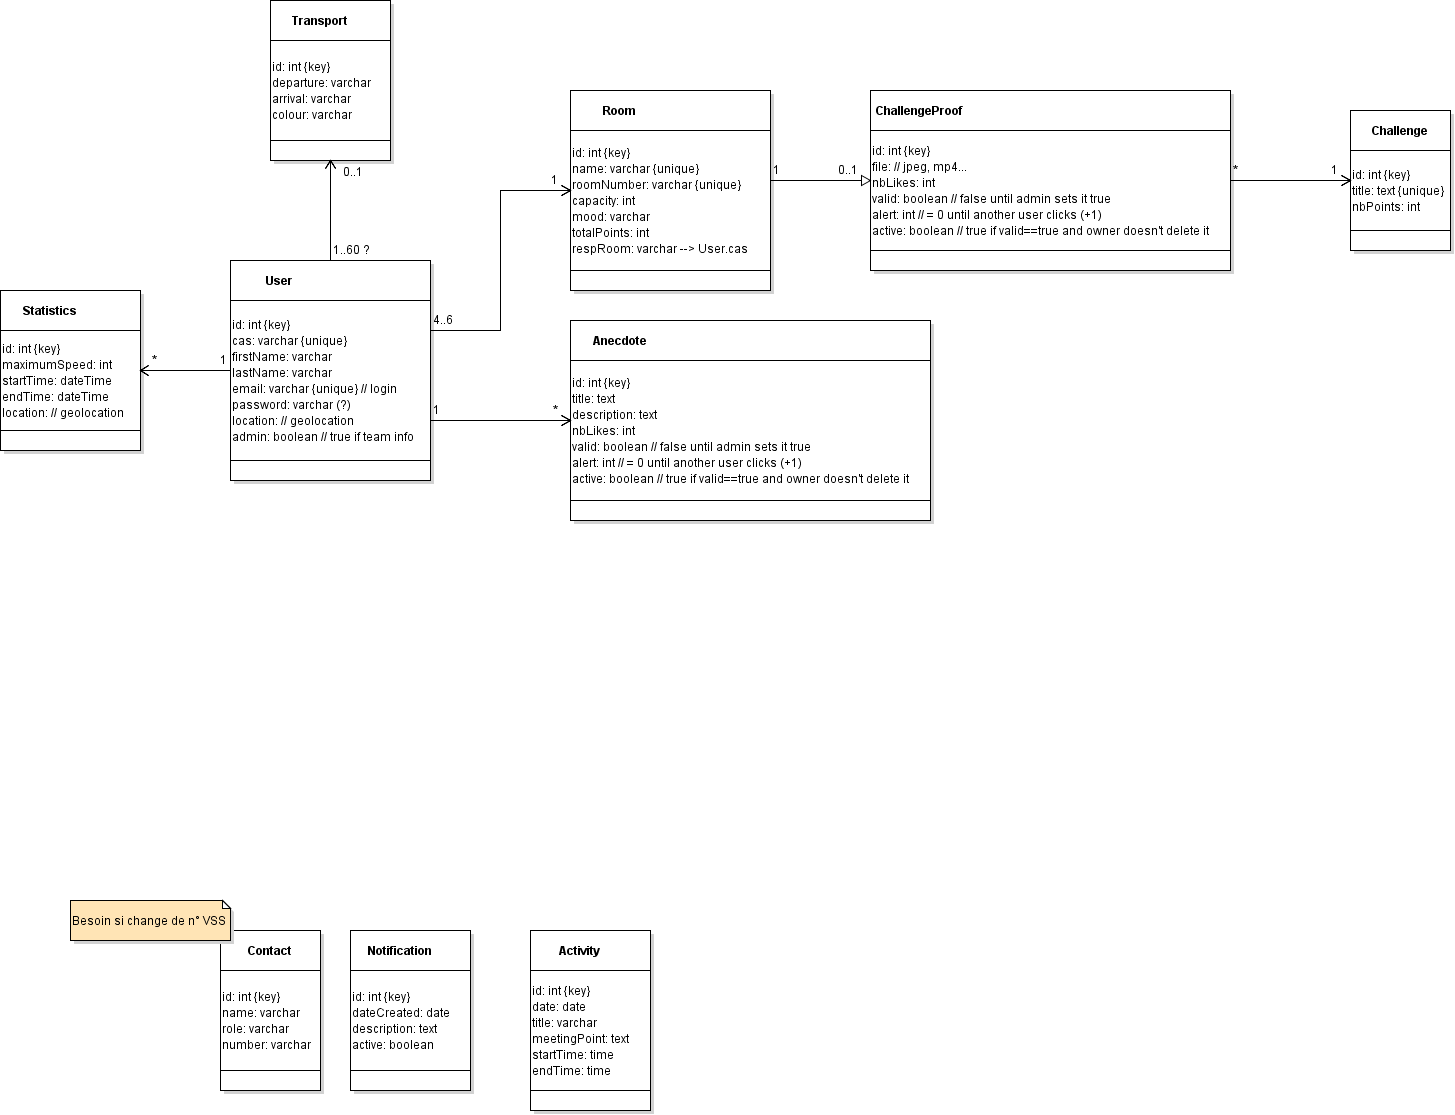 Transport
id: int {key}
departure: varchar
arrival: varchar
colour: varchar
0..1
1..60 ?
Room
id: int {key}
name: varchar {unique}
roomNumber: varchar {unique}
capacity: int
mood: varchar
totalPoints: int
respRoom: varchar --> User.cas
1
4..6
1
0..1
ChallengeProof
id: int {key}
file: // jpeg, mp4...
nbLikes: int
valid: boolean // false until admin sets it true
alert: int // = 0 until another user clicks (+1)
active: boolean // true if valid==true and owner doesn't delete it
*
1
Challenge
id: int {key}
title: text {unique}
nbPoints: int
User
id: int {key}
cas: varchar {unique}
firstName: varchar
lastName: varchar
email: varchar {unique} // login
password: varchar (?)
location: // geolocation
admin: boolean // true if team info
Statistics
id: int {key}
maximumSpeed: int
startTime: dateTime
endTime: dateTime
location: // geolocation
*
1
1
*
Anecdote
id: int {key}
title: text
description: text
nbLikes: int
valid: boolean // false until admin sets it true
alert: int // = 0 until another user clicks (+1)
active: boolean // true if valid==true and owner doesn't delete it
Besoin si change de n° VSS
Contact
id: int {key}
name: varchar
role: varchar
number: varchar
Notification
id: int {key}
dateCreated: date
description: text
active: boolean
Activity
id: int {key}
date: date
title: varchar
meetingPoint: text
startTime: time
endTime: time